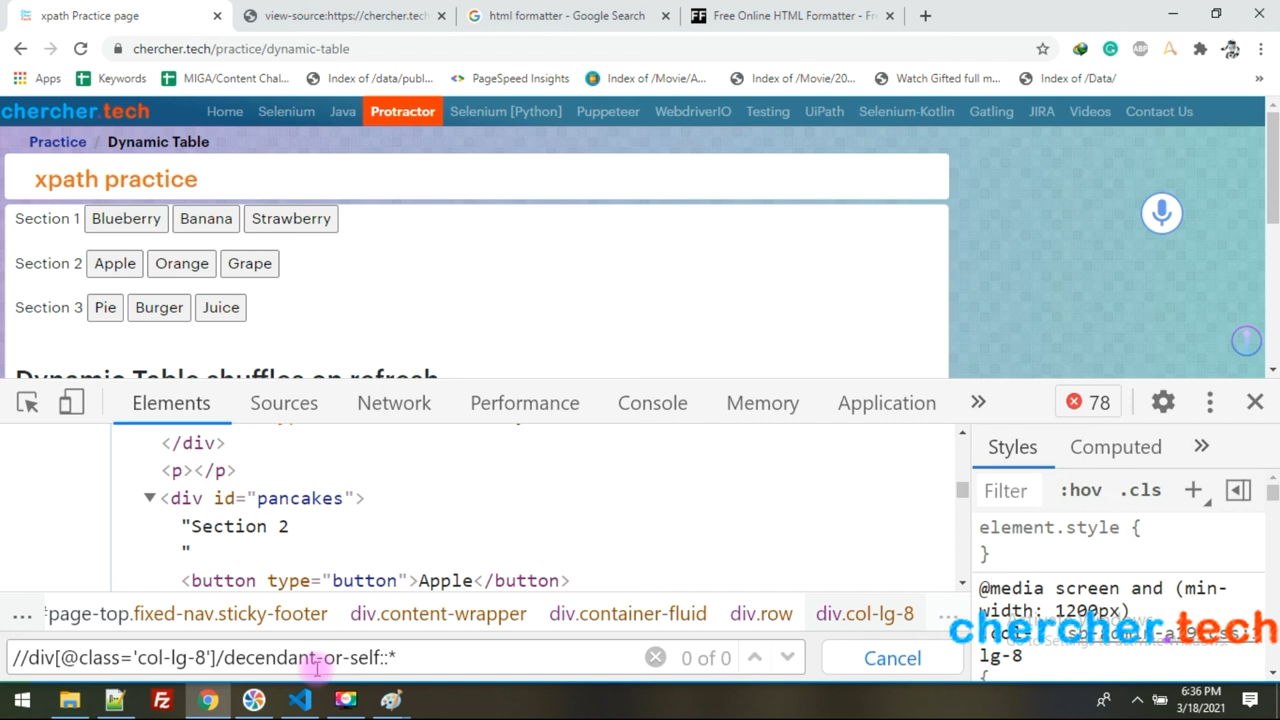 xpath Practice page
view-source:https://chercher.tech
html formatter - Google Search
Free Online HTML Formatter - Fre
chercher.tech/practice/dynamic-table
ABP
Apps
Keywords
MIGA/Content Chal...
Index of /data/publ...
PageSpeed Insights
Index of /Movie/A...
Index of /Movie/20...
Watch Gifted full m...
Index of /Data/
»
chercher.tech
Home
Selenium
Java
Protractor
Selenium [Python]
Puppeteer
WebdriverIO
Testing
UiPath
Selenium-Kotlin
Gatling
JIRA
Videos
Contact Us
Practice / Dynamic Table
xpath practice
Section 1 Blueberry Banana Strawberry
Section 2 Apple Orange Grape
Section 3 Pie Burger Juice
Dynamic Table shuffles on refresh
Elements
Sources
Network
Performance
Console
Memory
Application
»
78
</div>
<p></p>
<div id="pancakes">
"Section 2
"
<button type="button">Apple</button>
Styles
Computed
»
Filter
:hov
.cls
element.style {
}
@media screen and (min-
width: 1200px)
lg-8
{
chercher.tech
... page-top.fixed-nav.sticky-footer div.content-wrapper div.container-fluid div.row div.col-lg-8 ...
//div[@class='col-lg-8']/decendant-or-self::*
0 of 0
Cancel
6:36 PM
3/18/2021